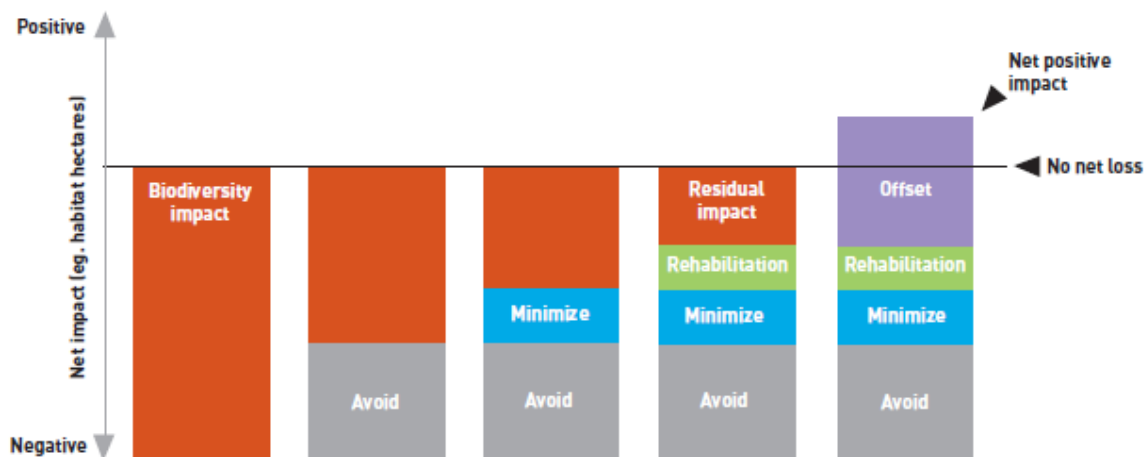 Positive
Net impact (eg. habitat hectares)
Negative
Biodiversity
impact
Avoid
Minimize
Avoid
Residual
impact
Rehabilitation
Minimize
Avoid
Offset
Rehabilitation
Minimize
Avoid
Net positive
impact
No net loss